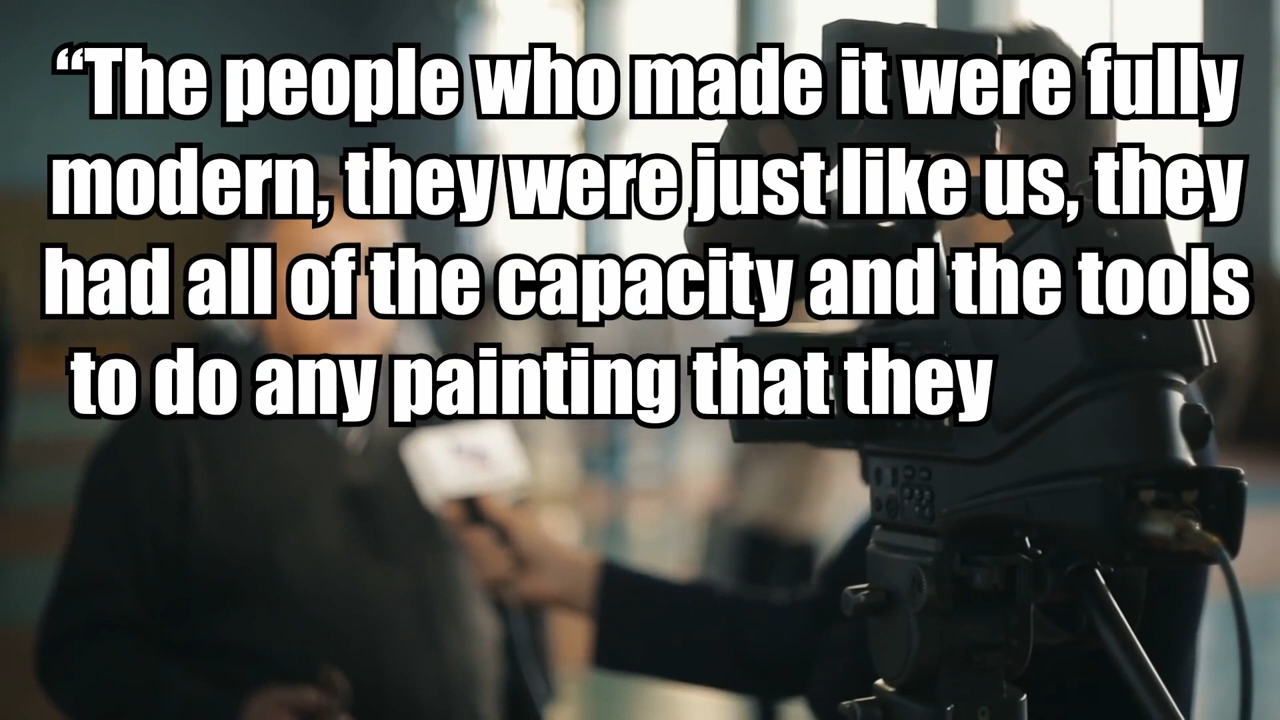 “The people who made it were fully
modern, they were just like us, they
had all of the capacity and the tools
to do any painting that they